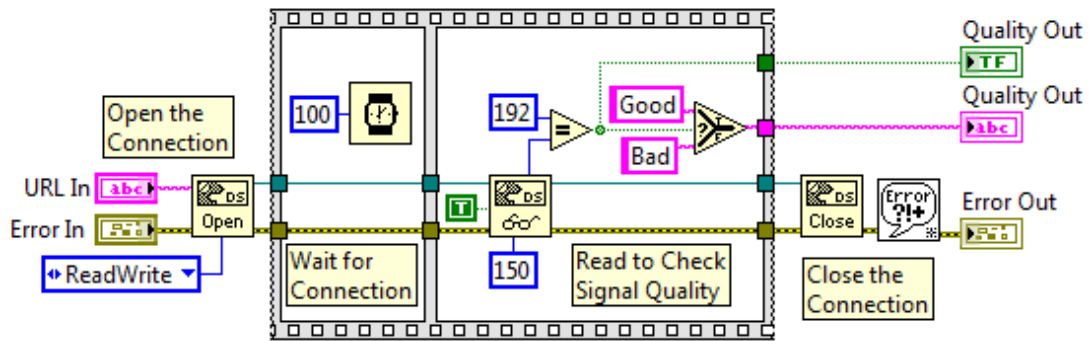 Quality Out
TF
Quality Out
abc
Open the
Connection
100
192
=
Good
?
T
F
Bad
URL In
abc
DS
Open
T
DS
DS
Close
Error
?!+
Error Out
Error In
ReadWrite
Wait for
Connection
150
Read to Check
Signal Quality
Close the
Connection